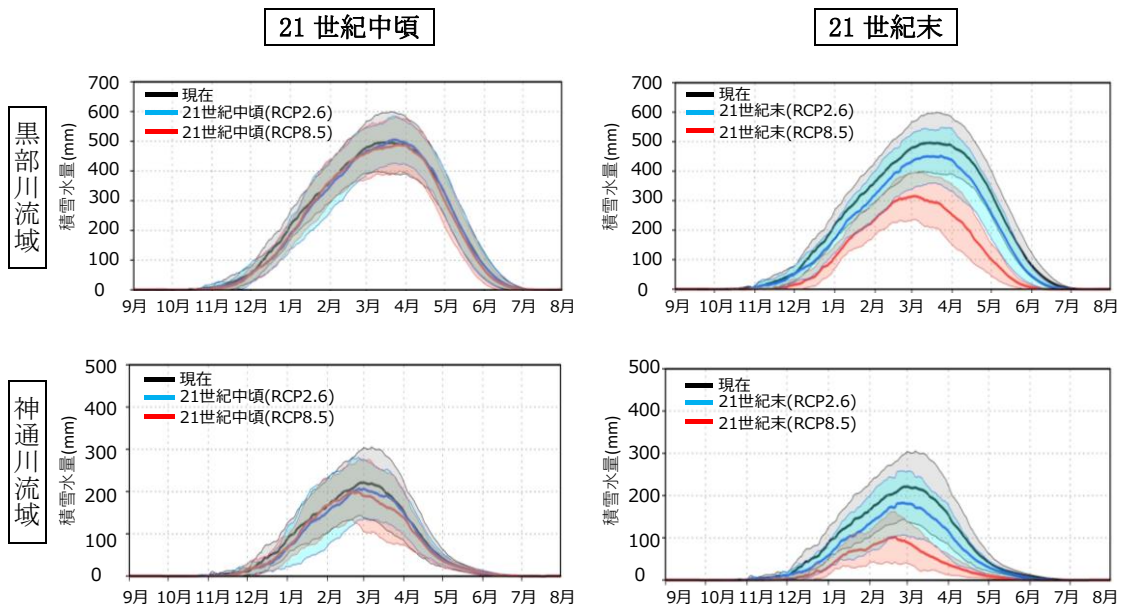 21 世紀中頃
21 世紀末
黒部川流域
積雪水量(mm)
700
600
500
400
300
200
100
0
現在
21世紀中頃(RCP2.6)
21世紀中頃(RCP8.5)
9月 10月 11月 12月 1月 2月 3月 4月 5月 6月 7月 8月
積雪水量(mm)
700
600
500
400
300
200
100
0
現在
21世紀末(RCP2.6)
21世紀末(RCP8.5)
9月 10月 11月 12月 1月 2月 3月 4月 5月 6月 7月 8月
神通川流域
積雪水量(mm)
500
400
300
200
100
0
現在
21世紀中頃(RCP2.6)
21世紀中頃(RCP8.5)
9月 10月 11月 12月 1月 2月 3月 4月 5月 6月 7月 8月
積雪水量(mm)
500
400
300
200
100
0
現在
21世紀末(RCP2.6)
21世紀末(RCP8.5)
9月 10月 11月 12月 1月 2月 3月 4月 5月 6月 7月 8月